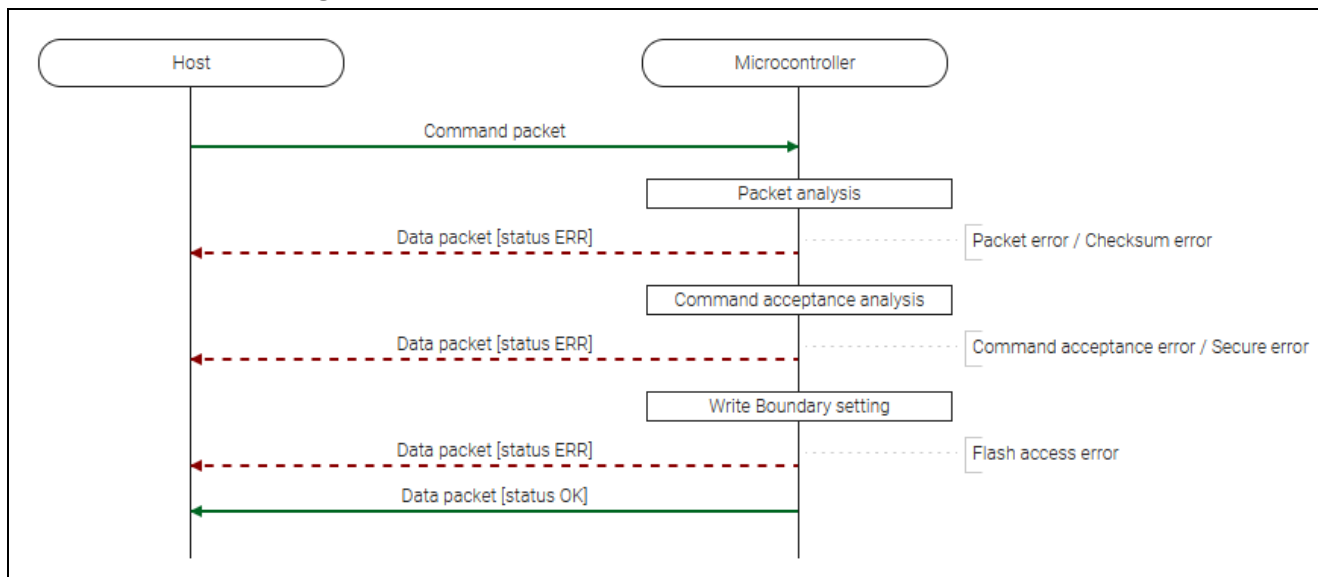 Host
Microcontroller
Command packet
Packet analysis
Data packet [status ERR]
Packet error / Checksum error
Command acceptance analysis
Data packet [status ERR]
Command acceptance error / Secure error
Write Boundary setting
Data packet [status ERR]
Flash access error
Data packet [status OK]